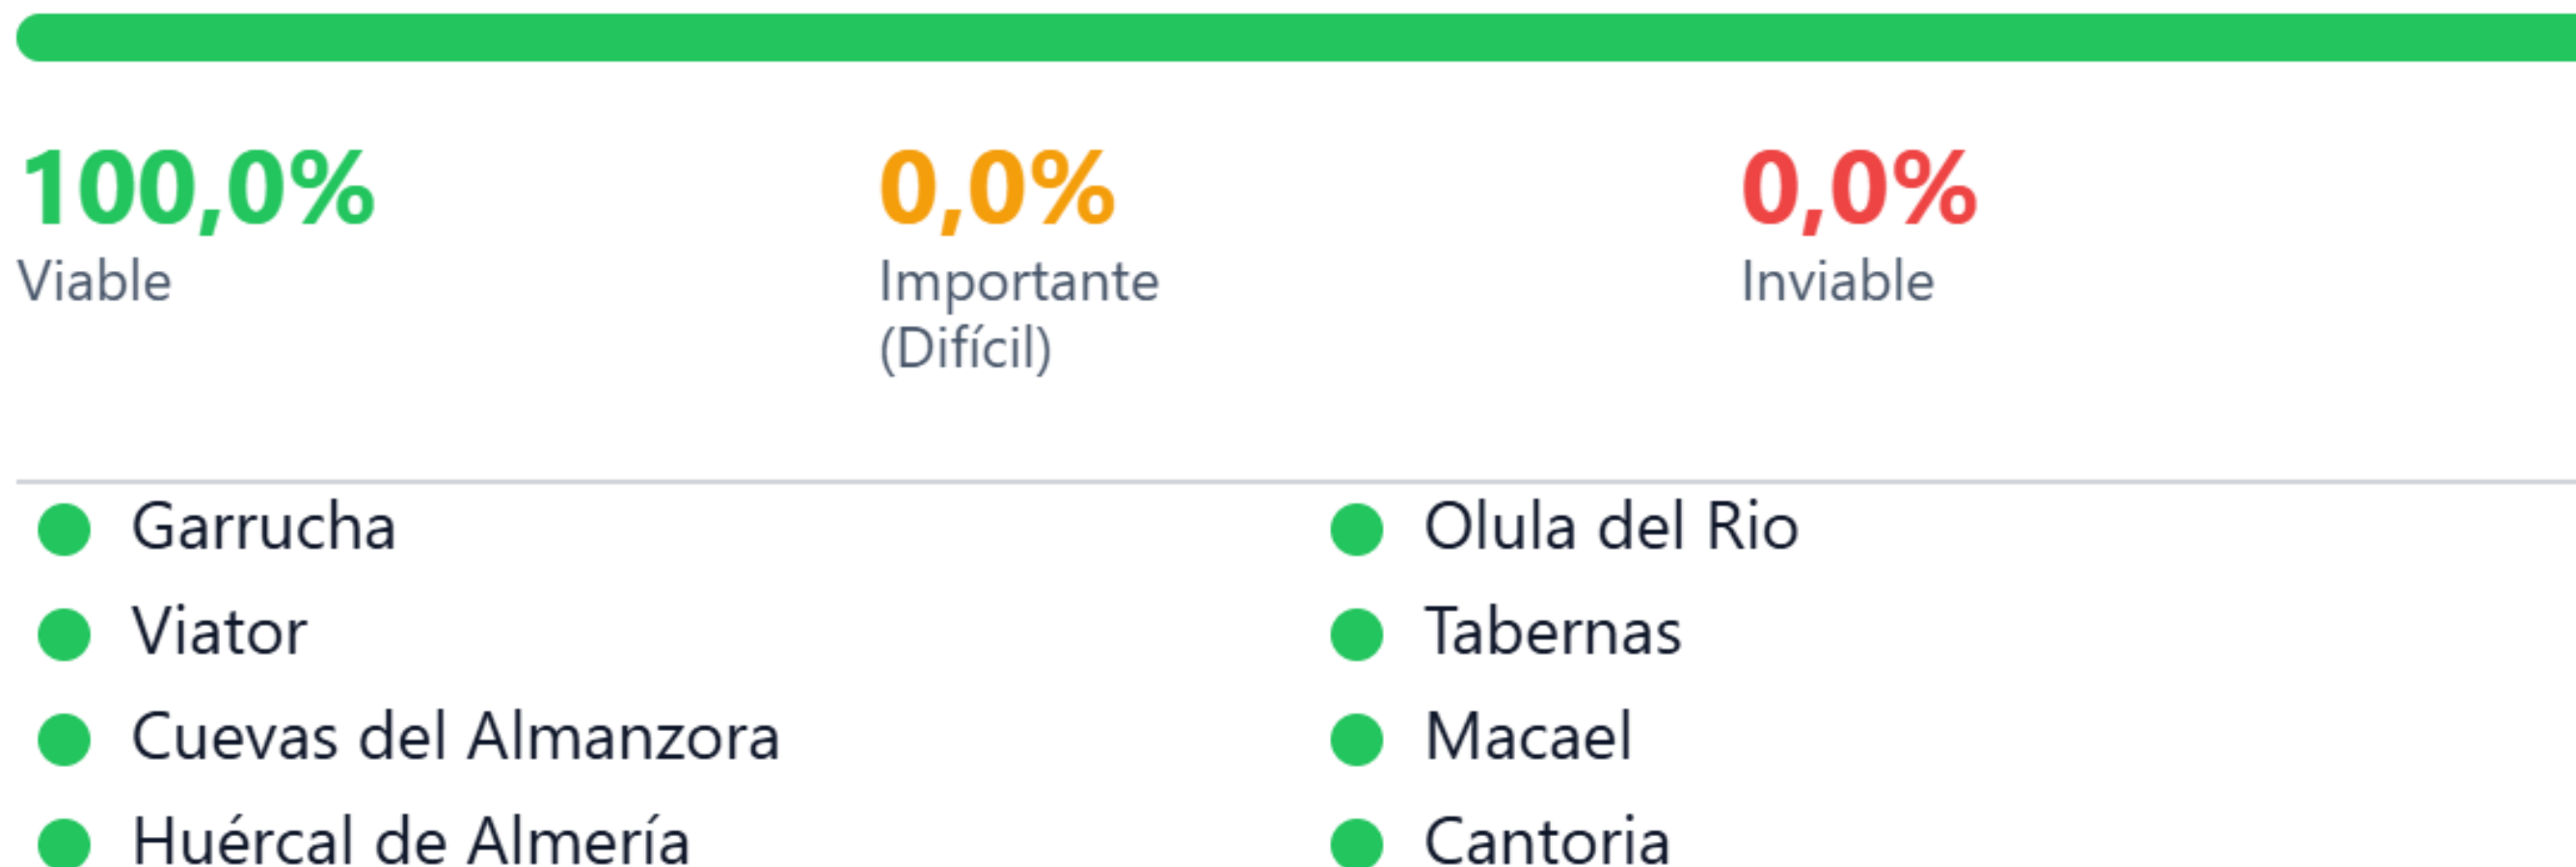 100,0%
Viable
0,0%
Importante
(Difícil)
0,0%
Inviable
Garrucha
Viator
Cuevas del Almanzora
Huércal de Almería
Olula del Rio
Tabernas
Macael
Cantoria